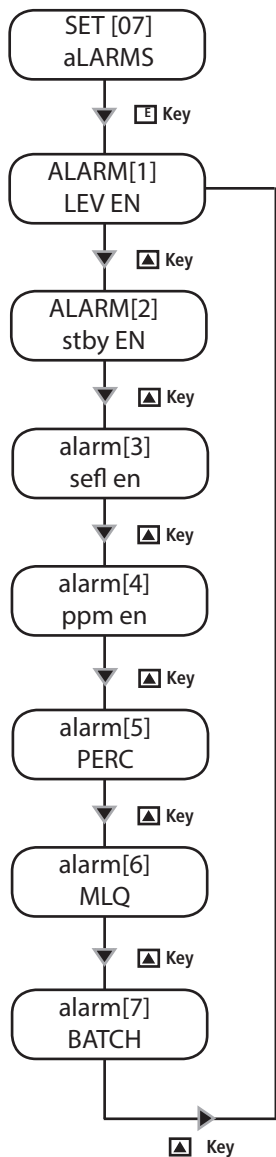 SET [07]
aLARMS
E Key
ALARM[1]
LEV EN
Key
ALARM[2]
stby EN
Key
alarm[3]
sefl en
Key
alarm[4]
ppm en
Key
alarm[5]
PERC
Key
alarm[6]
MLQ
Key
alarm[7]
BATCH
Key